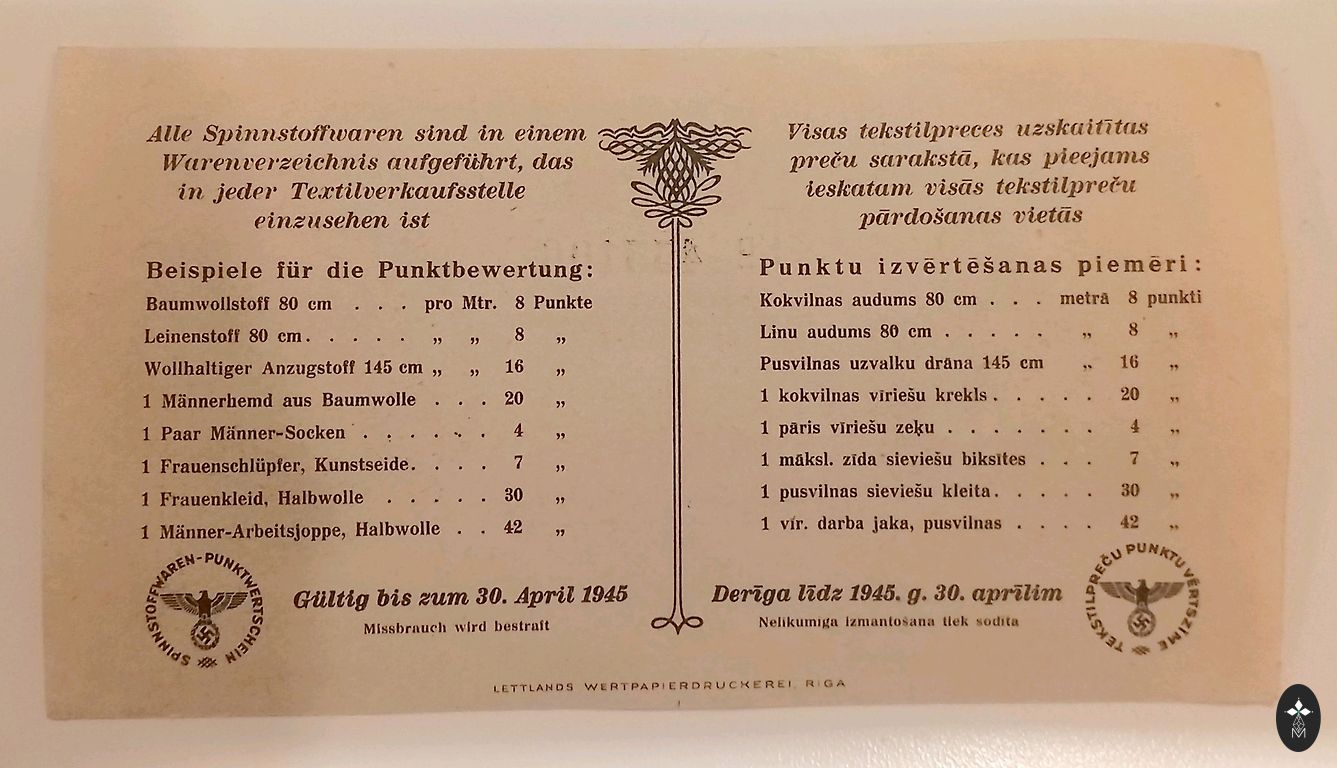 Alle Spinnstoffwaren sind in einem
Warenverzeichnis aufgeführt, das
in jeder Textilverkaufsstelle
einzusehen ist
Beispiele für die Punktbewertung:
Baumwollstoff 80 cm . . . pro Mtr. 8 Punkte
Leinenstoff 80 cm. . . . . . „ „ 8 „
Wollhaltiger Anzugstoff 145 cm „ „ 16 „
1 Männerhemd aus Baumwolle . . . 20 „
1 Paar Männer-Socken . . . . . . 4 „
1 Frauenschlüpfer, Kunstseide. . . . 7 „
1 Frauenkleid, Halbwolle . . . . . 30 „
1 Männer-Arbeitsjoppe, Halbwolle . . 42 „
SPINNSTOFFWAREN-PUNKTWERTSCHEIN
Gültig bis zum 30. April 1945
Missbrauch wird bestraft
Visas tekstilpreces uzskaitītas
preču sarakstā, kas pieejams
ieskatam visās tekstilpreču
pārdošanas vietās
Punktu izvērtēšanas piemēri:
Kokvilnas audums 80 cm . . . metrā 8 punkti
Linu audums 80 cm . . . . . „ 8 „
Pusvilnas uzvalku drāna 145 cm „ 16 „
1 kokvilnas vīriešu krekls. . . . . 20 „
1 pāris vīriešu zeķu . . . . . . . 4 „
1 māksl. zīda sieviešu biksītes . . . 7 „
1 pusvilnas sieviešu kleita. . . . . 30 „
1 vīr. darba jaka, pusvilnas . . . . 42 „
Derīga līdz 1945. g. 30. aprīlim
Nelikumīga izmantošana tiek sodīta
TEKSTILPREČU PUNKTU VĒRTSZĪME
LETTLANDS WERTPAPIERDRUCKEREI, RIGA
M